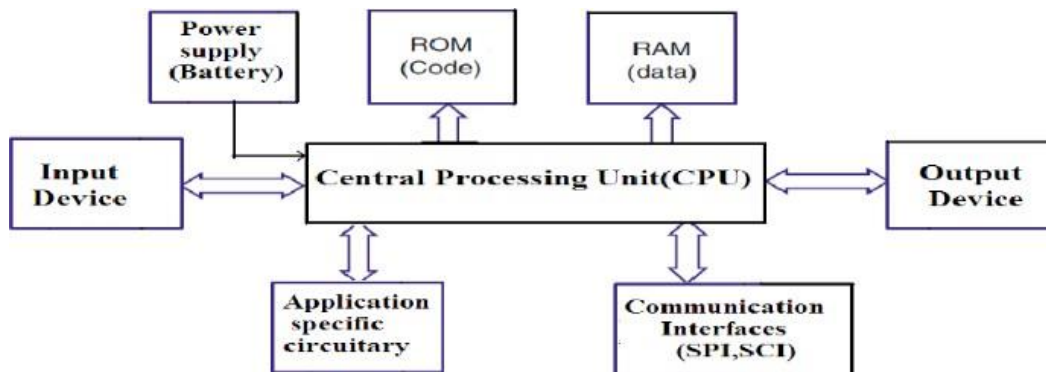 Power
supply
(Battery)
ROM
(Code)
RAM
(data)
Input
Device
Central Processing Unit(CPU)
Output
Device
Application
specific
circuitary
Communication
Interfaces
(SPI,SCI)